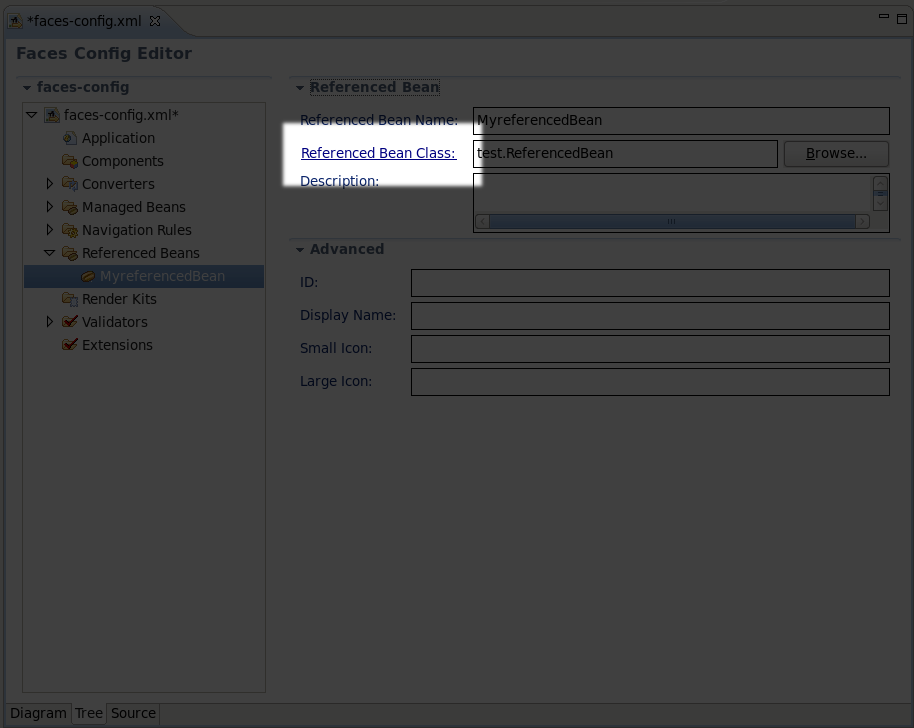 *faces-config.xml
Faces Config Editor
faces-config
faces-config.xml*
Application
Components
Converters
Managed Beans
Navigation Rules
Referenced Beans
MyreferencedBean
Render Kits
Validators
Extensions
Referenced Bean
Referenced Bean Name: MyreferencedBean
Referenced Bean Class: test.ReferencedBean Browse...
Description:
Advanced
ID:
Display Name:
Small Icon:
Large Icon:
Diagram Tree Source